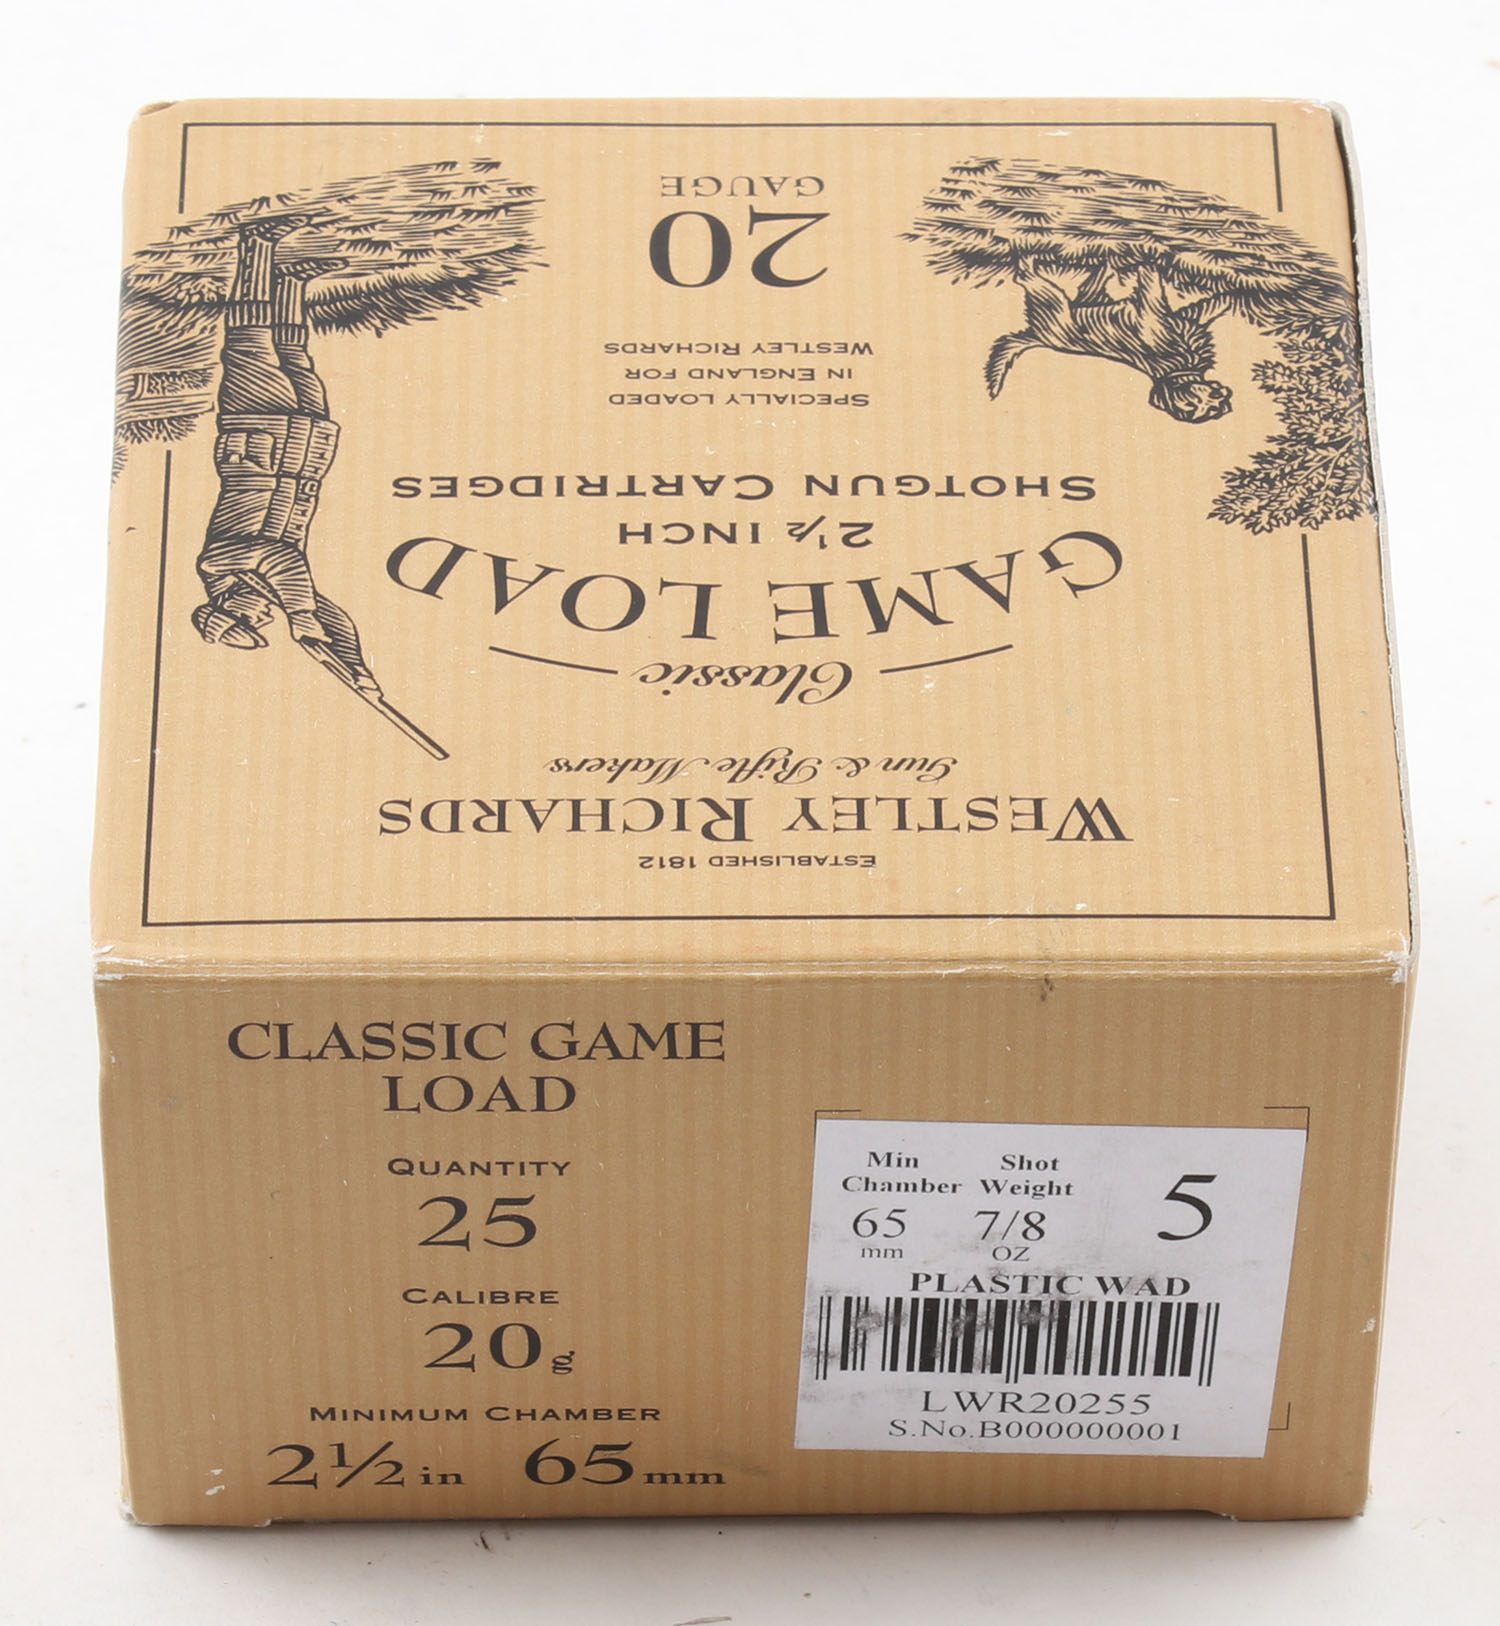 ESTABLISHED 1812
WESTLEY RICHARDS
Gun & Rifle Makers
Classic
GAME LOAD
2½ INCH
SHOTGUN CARTRIDGES
SPECIALLY LOADED
IN ENGLAND FOR
WESTLEY RICHARDS
20
GAUGE
CLASSIC GAME
LOAD
QUANTITY
25
CALIBRE
20g
MINIMUM CHAMBER
2½ in 65mm
Min Shot
Chamber Weight
65 7/8 5
mm OZ
PLASTIC WAD
LWR20255
S.No.B000000001